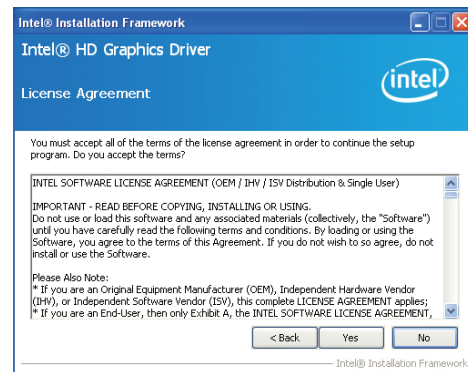 Intel® Installation Framework
Intel® HD Graphics Driver
License Agreement
intel
You must accept all of the terms of the license agreement in order to continue the setup
program. Do you accept the terms?
INTEL SOFTWARE LICENSE AGREEMENT (OEM / IHV / ISV Distribution & Single User)
IMPORTANT - READ BEFORE COPYING, INSTALLING OR USING.
Do not use or load this software and any associated materials (collectively, the "Software")
until you have carefully read the following terms and conditions. By loading or using the
Software, you agree to the terms of this Agreement. If you do not wish to so agree, do not
install or use the Software.
Please Also Note:
* If you are an Original Equipment Manufacturer (OEM), Independent Hardware Vendor
(IHV), or Independent Software Vendor (ISV), this complete LICENSE AGREEMENT applies;
* If you are an End-User, then only Exhibit A, the INTEL SOFTWARE LICENSE AGREEMENT,
< Back
Yes
No
Intel® Installation Framework